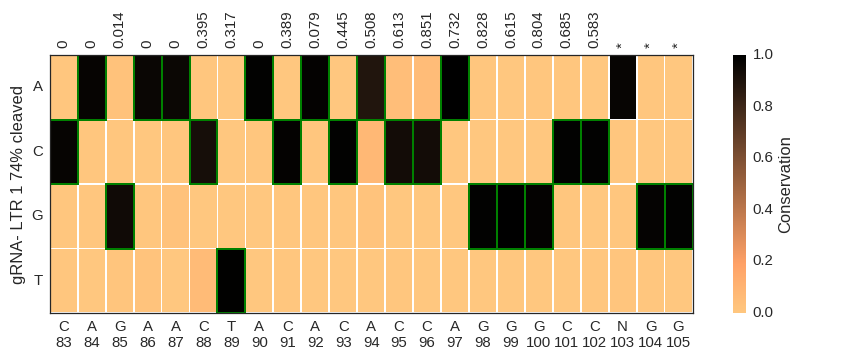 0 0 0.014 0 0 0.395 0.317 0 0.389 0.079 0.445 0.508 0.613 0.851 0.732 0.828 0.615 0.804 0.685 0.583 * * *
gRNA- LTR 1 74% cleaved
A
C
G
T
C A G A A C T A C A C A C C A G G G C C N G G
83 84 85 86 87 88 89 90 91 92 93 94 95 96 97 98 99 100 101 102 103 104 105
1.0
0.8
0.6
0.4
0.2
0.0
Conservation